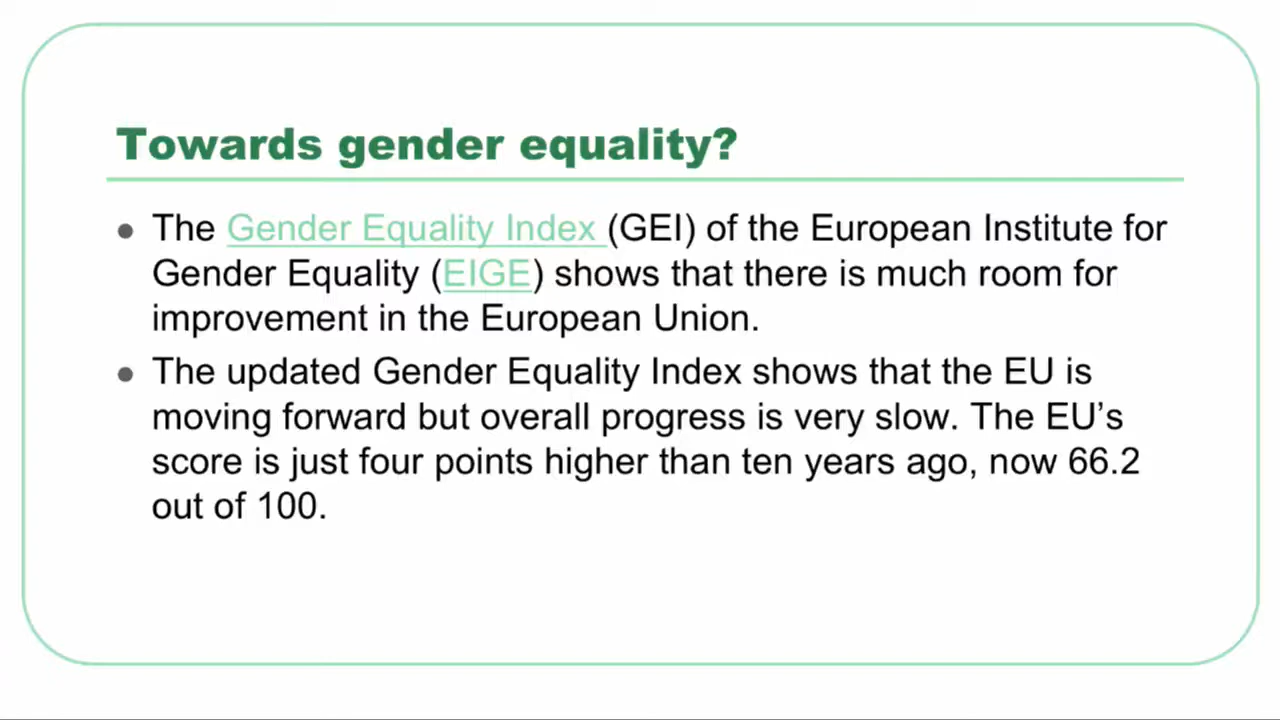 Towards gender equality?
● The Gender Equality Index (GEI) of the European Institute for
Gender Equality (EIGE) shows that there is much room for
improvement in the European Union.
● The updated Gender Equality Index shows that the EU is
moving forward but overall progress is very slow. The EU’s
score is just four points higher than ten years ago, now 66.2
out of 100.